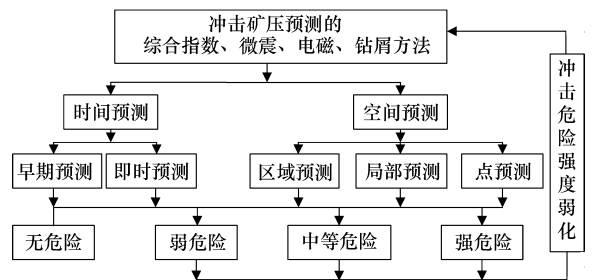 冲击矿压预测的
综合指数、微震、电磁、钻屑方法
时间预测
空间预测
早期预测
即时预测
区域预测
局部预测
点预测
无危险
弱危险
中等危险
强危险
冲击危险强度弱化